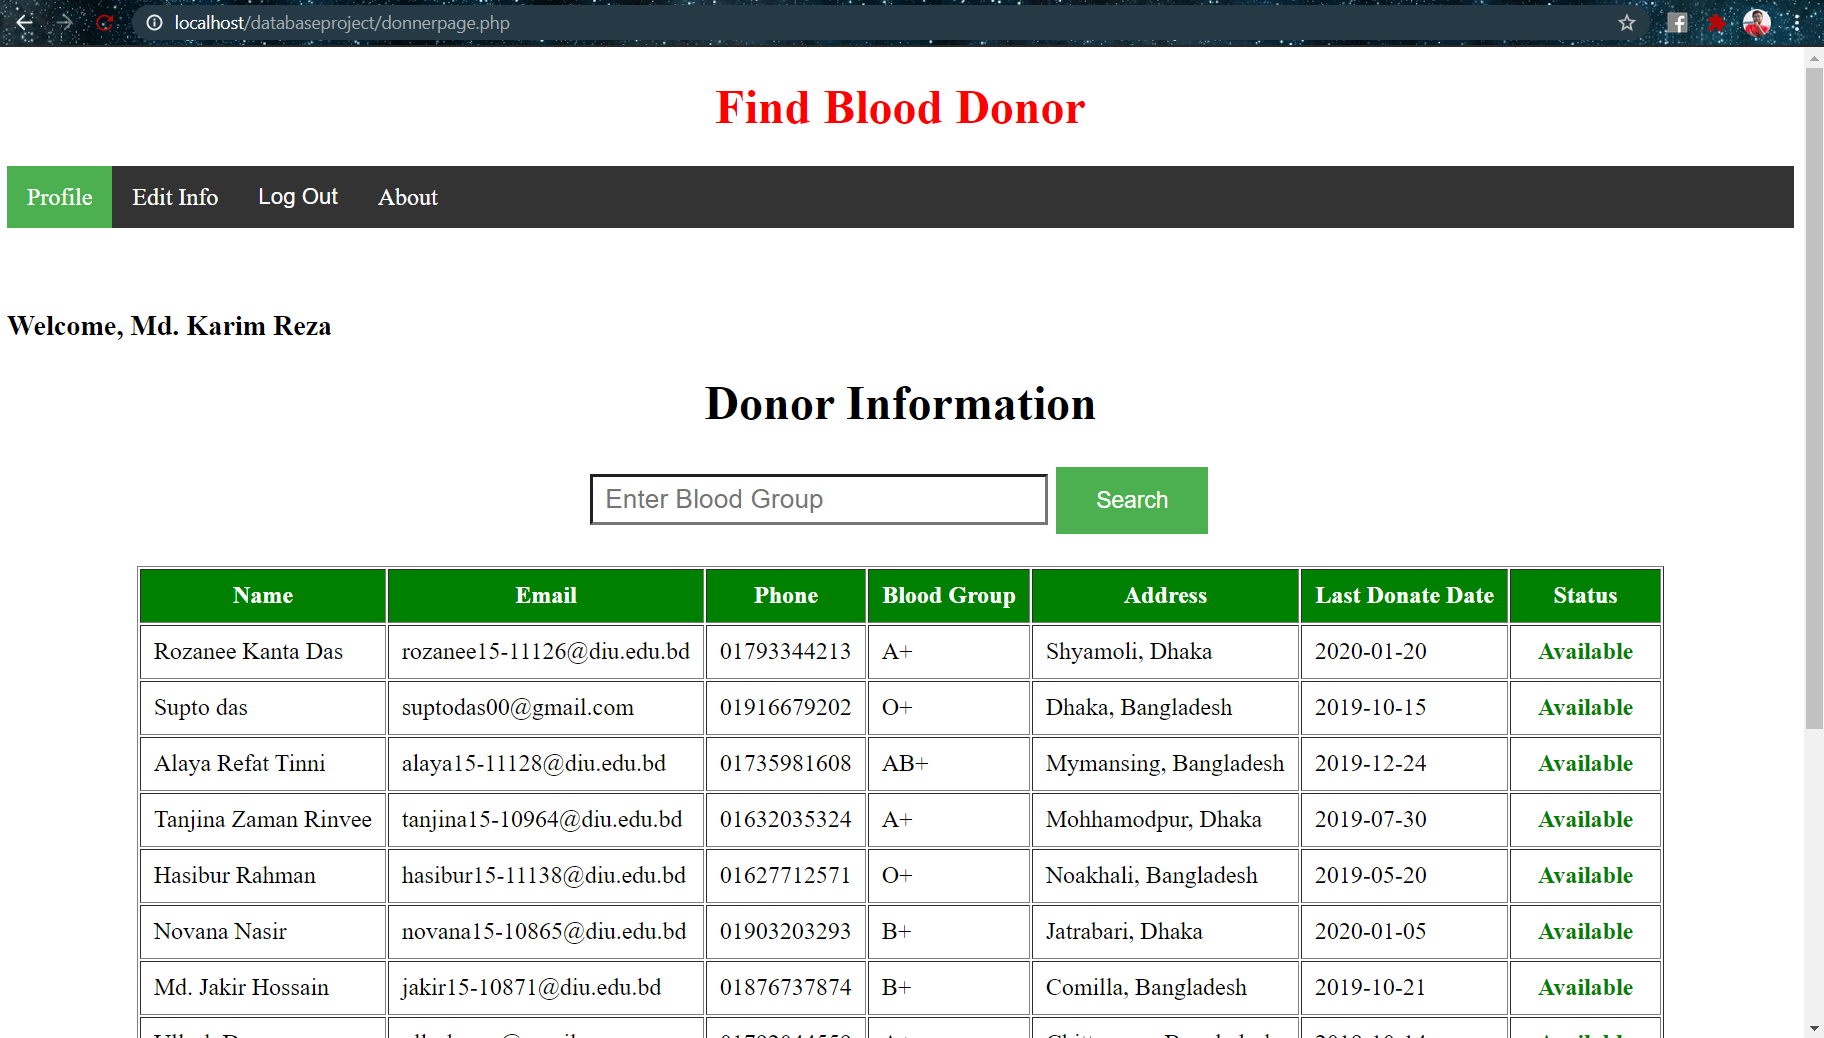 localhost/databaseproject/donnerpage.php
Find Blood Donor
Profile Edit Info Log Out About
Welcome, Md. Karim Reza
Donor Information
Enter Blood Group Search
Name Email Phone Blood Group Address Last Donate Date Status
Rozanee Kanta Das rozanee15-11126@diu.edu.bd 01793344213 A+ Shyamoli, Dhaka 2020-01-20 Available
Supto das suptodas00@gmail.com 01916679202 O+ Dhaka, Bangladesh 2019-10-15 Available
Alaya Refat Tinni alaya15-11128@diu.edu.bd 01735981608 AB+ Mymansing, Bangladesh 2019-12-24 Available
Tanjina Zaman Rinvee tanjina15-10964@diu.edu.bd 01632035324 A+ Mohhamodpur, Dhaka 2019-07-30 Available
Hasibur Rahman hasibur15-11138@diu.edu.bd 01627712571 O+ Noakhali, Bangladesh 2019-05-20 Available
Novana Nasir novana15-10865@diu.edu.bd 01903203293 B+ Jatrabari, Dhaka 2020-01-05 Available
Md. Jakir Hossain jakir15-10871@diu.edu.bd 01876737874 B+ Comilla, Bangladesh 2019-10-21 Available
Available